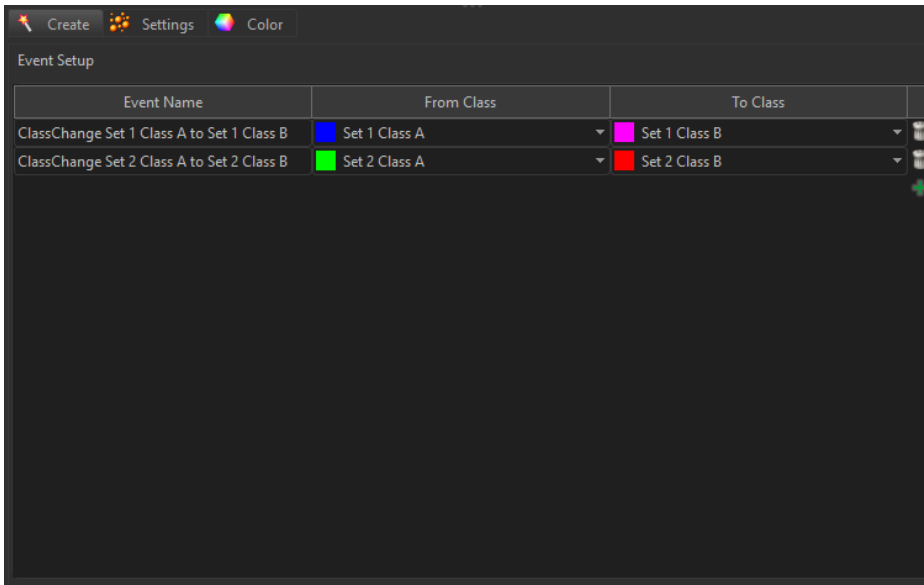 Create Settings Color
Event Setup
Event Name From Class To Class
ClassChange Set 1 Class A to Set 1 Class B Set 1 Class A Set 1 Class B
ClassChange Set 2 Class A to Set 2 Class B Set 2 Class A Set 2 Class B